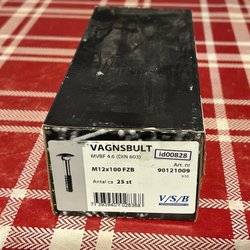 VAGNSBULT
id00828
MVBF 4.6 (DIN 603)
M12x100 FZB
Art. nr
90121009
Antal ca 25 st
V/S/B